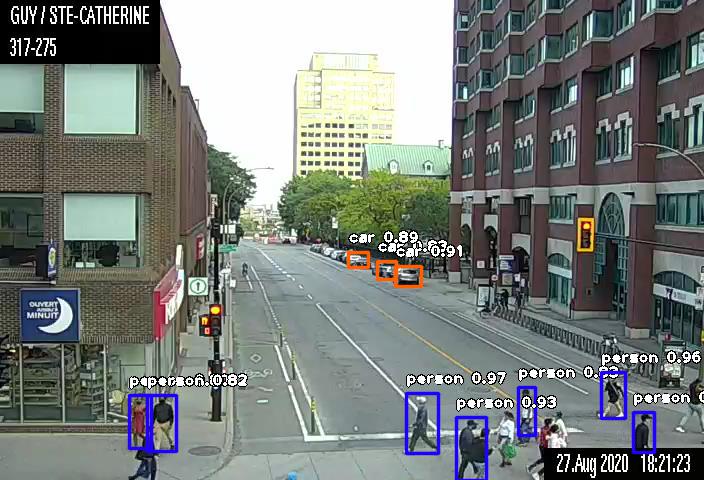 GUY / STE-CATHERINE
317-275
car 0.89
car 0.91
OUVERT
JUSQU'À
MINUIT
person 0.96
person 0.82
person 0.97
person 0.93
27.Aug 2020 18:21:23